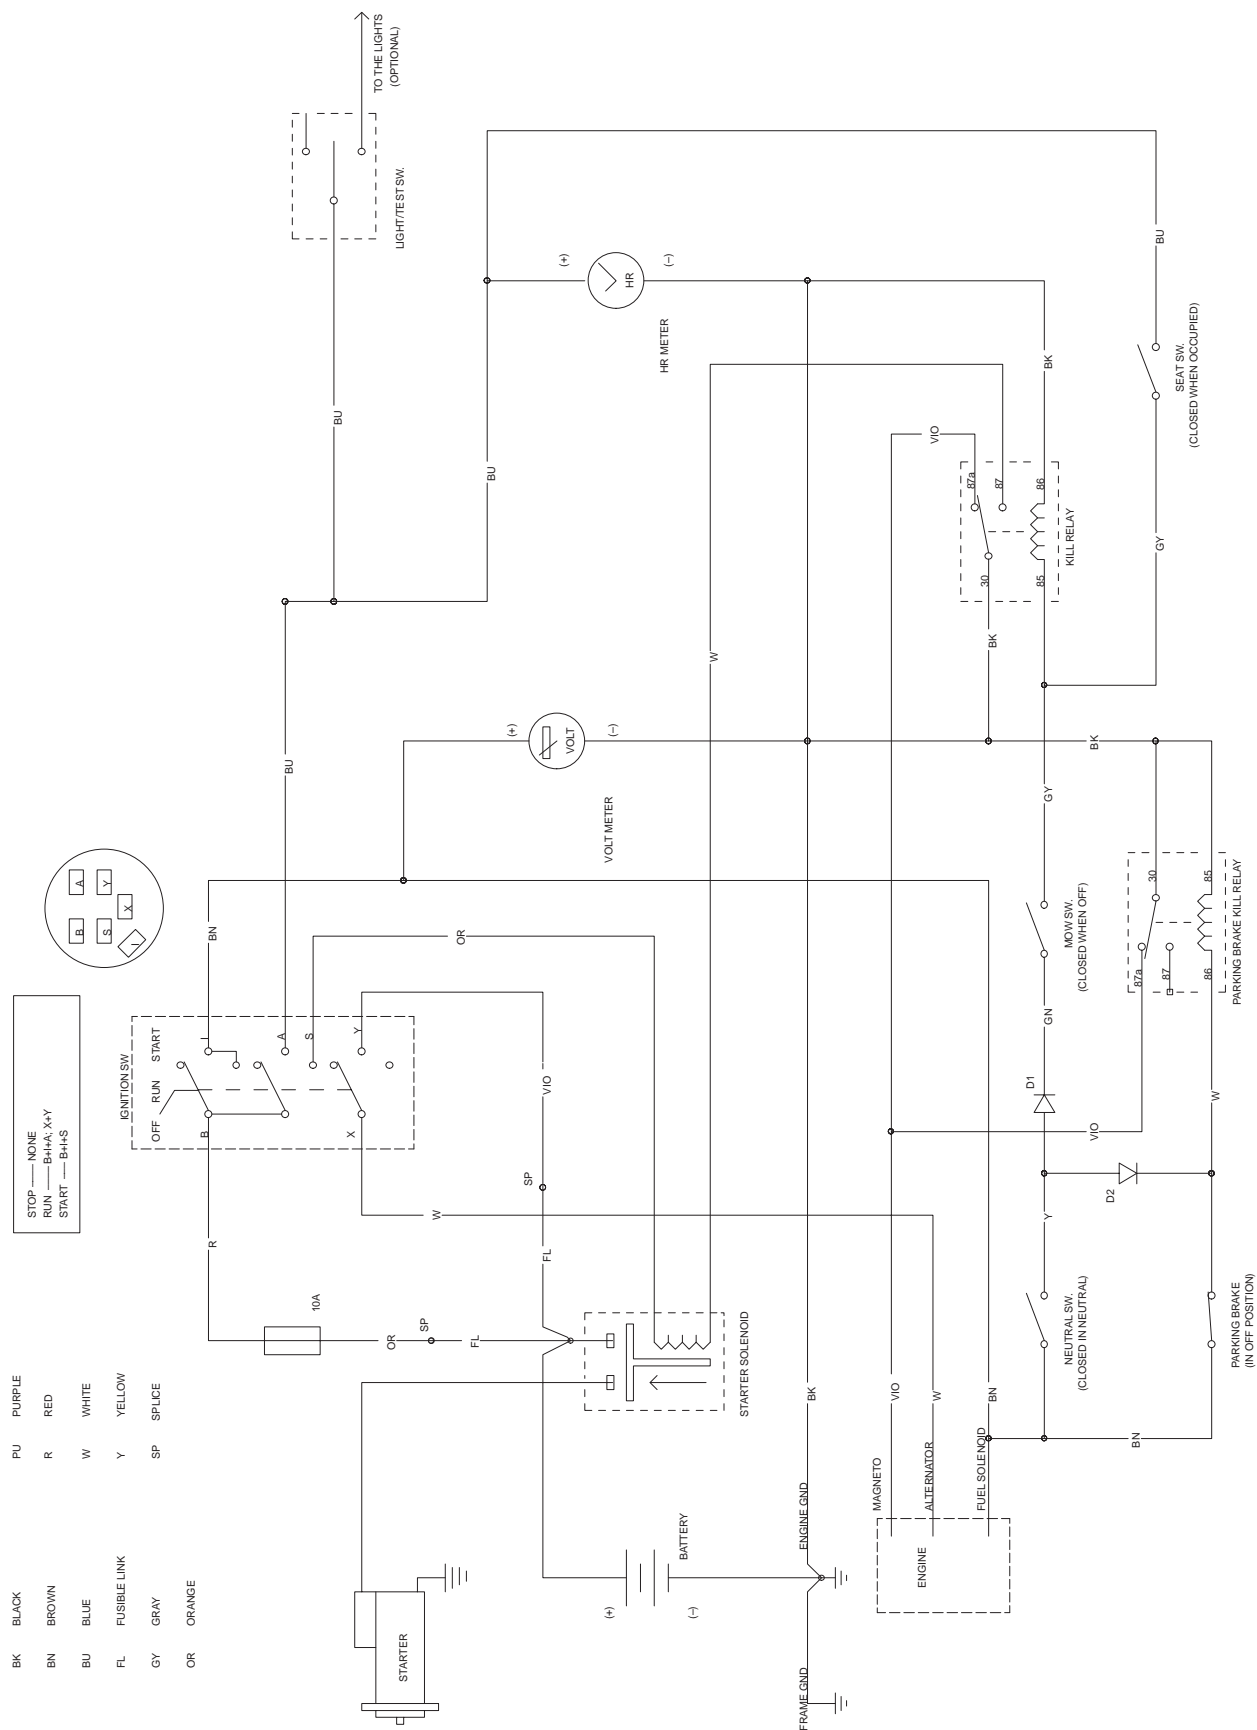 BK BLACK
BN BROWN
BU BLUE
FL FUSIBLE LINK
GY GRAY
OR ORANGE
PU PURPLE
R RED
W WHITE
Y YELLOW
SP SPLICE
STOP —— NONE
RUN —— B+I+A; X+Y
START —— B+I+S
B
A
S
Y
X
I
IGNITION SW
OFF
RUN
START
B
I
A
S
X
Y
BN
BU
OR
VIO
SP
W
R
10A
OR
SP
FL
FL
STARTER
STARTER SOLENOID
BATTERY
(+)
(–)
FRAME GND
ENGINE GND
BK
ENGINE
MAGNETO
ALTERNATOR
FUEL SOLENOID
VIO
W
BN
BN
TO THE LIGHTS
(OPTIONAL)
LIGHT/TEST SW.
BU
BU
(+)
HR
(–)
HR METER
(+)
VOLT
(–)
VOLT METER
W
BK
VIO
87a
87
86
30
85
KILL RELAY
BK
BU
SEAT SW.
(CLOSED WHEN OCCUPIED)
GY
BK
GY
MOW SW.
(CLOSED WHEN OFF)
GN
D1
VIO
D2
Y
NEUTRAL SW.
(CLOSED IN NEUTRAL)
30
85
87a
87
86
PARKING BRAKE KILL RELAY
W
PARKING BRAKE
(IN OFF POSITION)